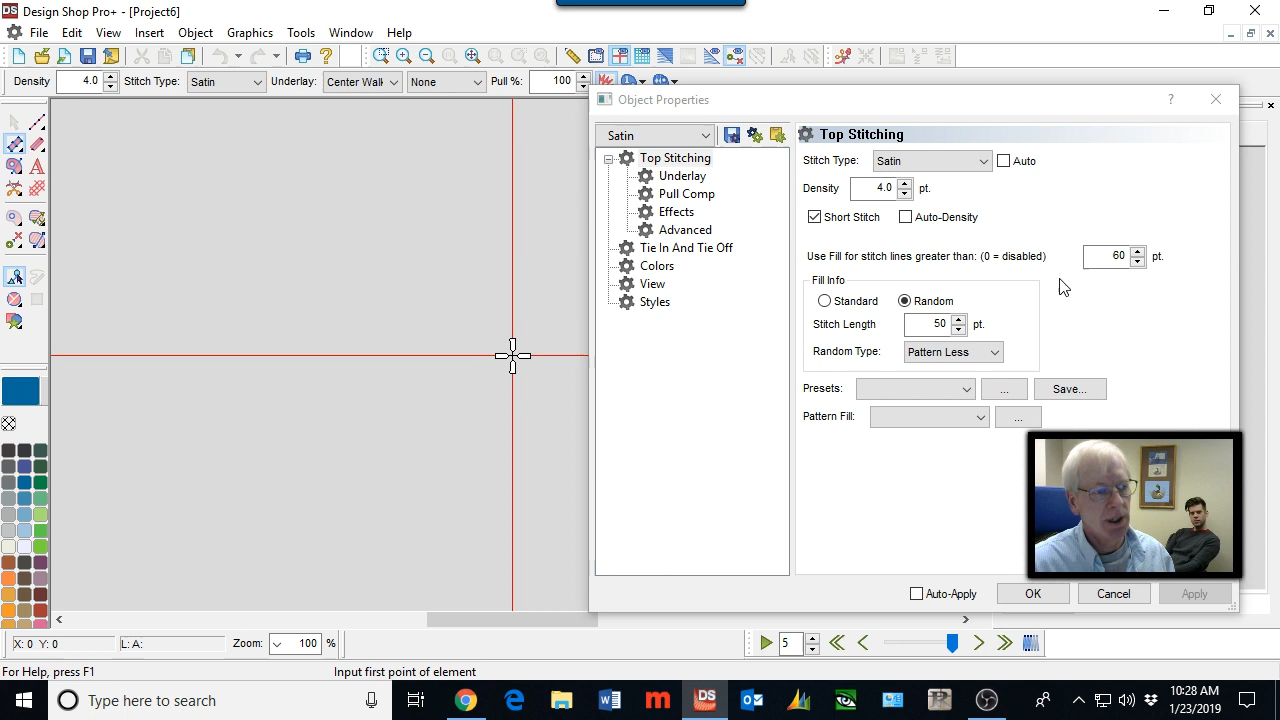 DS Design Shop Pro+ - [Project6]
File Edit View Insert Object Graphics Tools Window Help
Density 4.0 Stitch Type: Satin Underlay: Center Walk None Pull %: 100
Object Properties
?
Satin
Top Stitching
Underlay
Pull Comp
Effects
Advanced
Tie In And Tie Off
Colors
View
Styles
Top Stitching
Stitch Type: Satin Auto
Density 4.0 pt.
Short Stitch Auto-Density
Use Fill for stitch lines greater than: (0 = disabled) 60 pt.
Fill Info
Standard Random
Stitch Length 50 pt.
Random Type: Pattern Less
Presets: ... Save...
Pattern Fill: ...
Auto-Apply OK Cancel Apply
X: 0 Y: 0 L: A: Zoom: 100 % 5
For Help, press F1 Input first point of element
Type here to search
DS
10:28 AM
1/23/2019